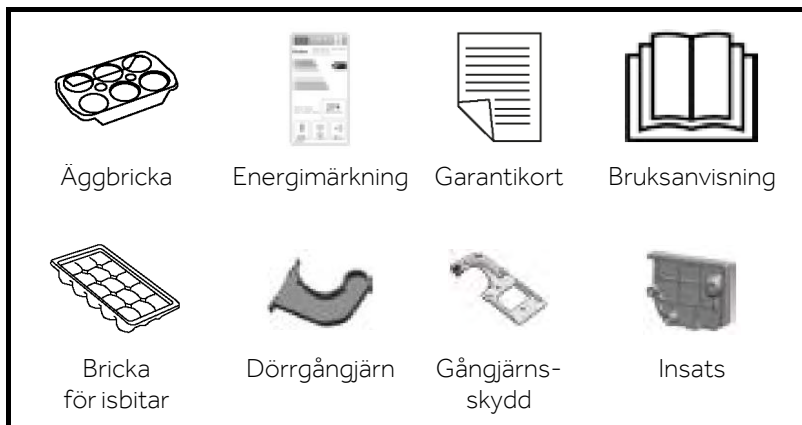 Äggbricka
Energimärkning
Garantikort
Bruksanvisning
Bricka
för isbitar
Dörrgångjärn
Gångjärns-
skydd
Insats